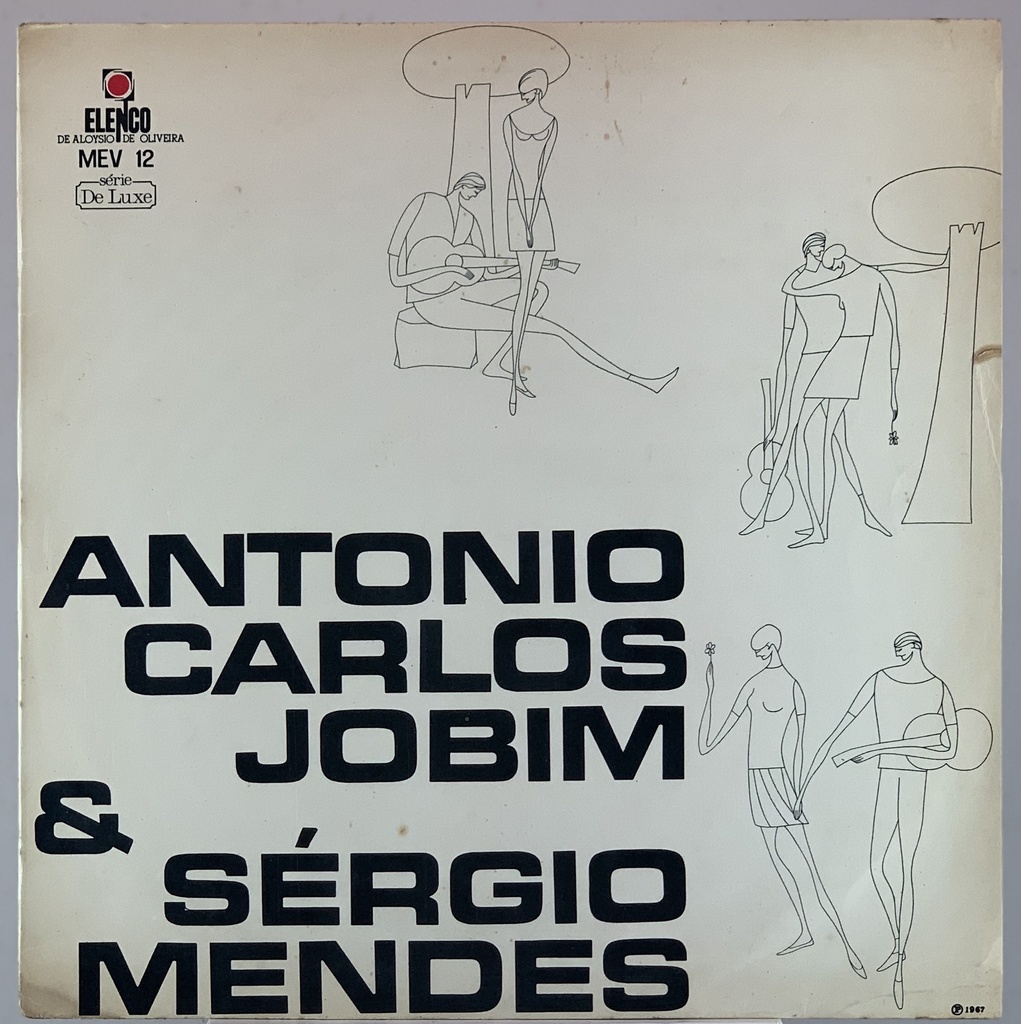 ELENCO
DE ALOYSIO DE OLIVEIRA
MEV 12
série
De Luxe
ANTONIO
CARLOS
JOBIM
&
SÉRGIO
MENDES
Ⓟ 1967